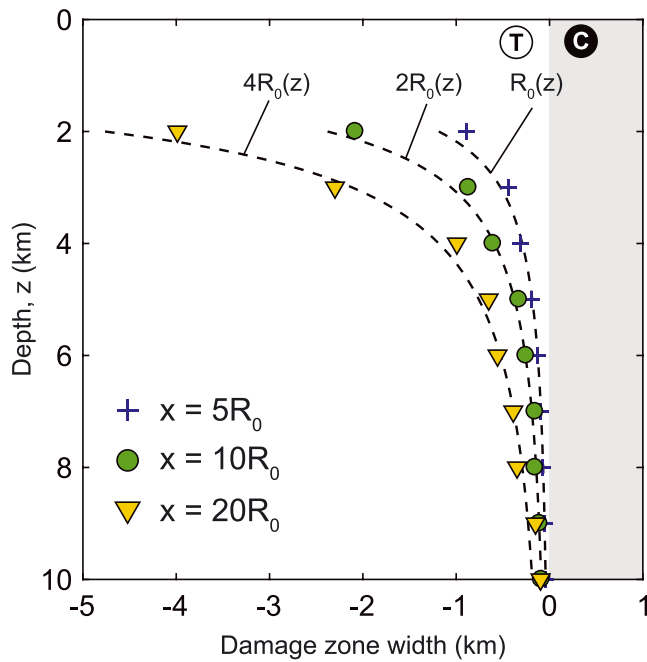 0
T C
4R₀(z) 2R₀(z) R₀(z)
2
4
Depth, z (km)
6
x = 5R₀
x = 10R₀
8
x = 20R₀
10
-5 -4 -3 -2 -1 0 1
Damage zone width (km)